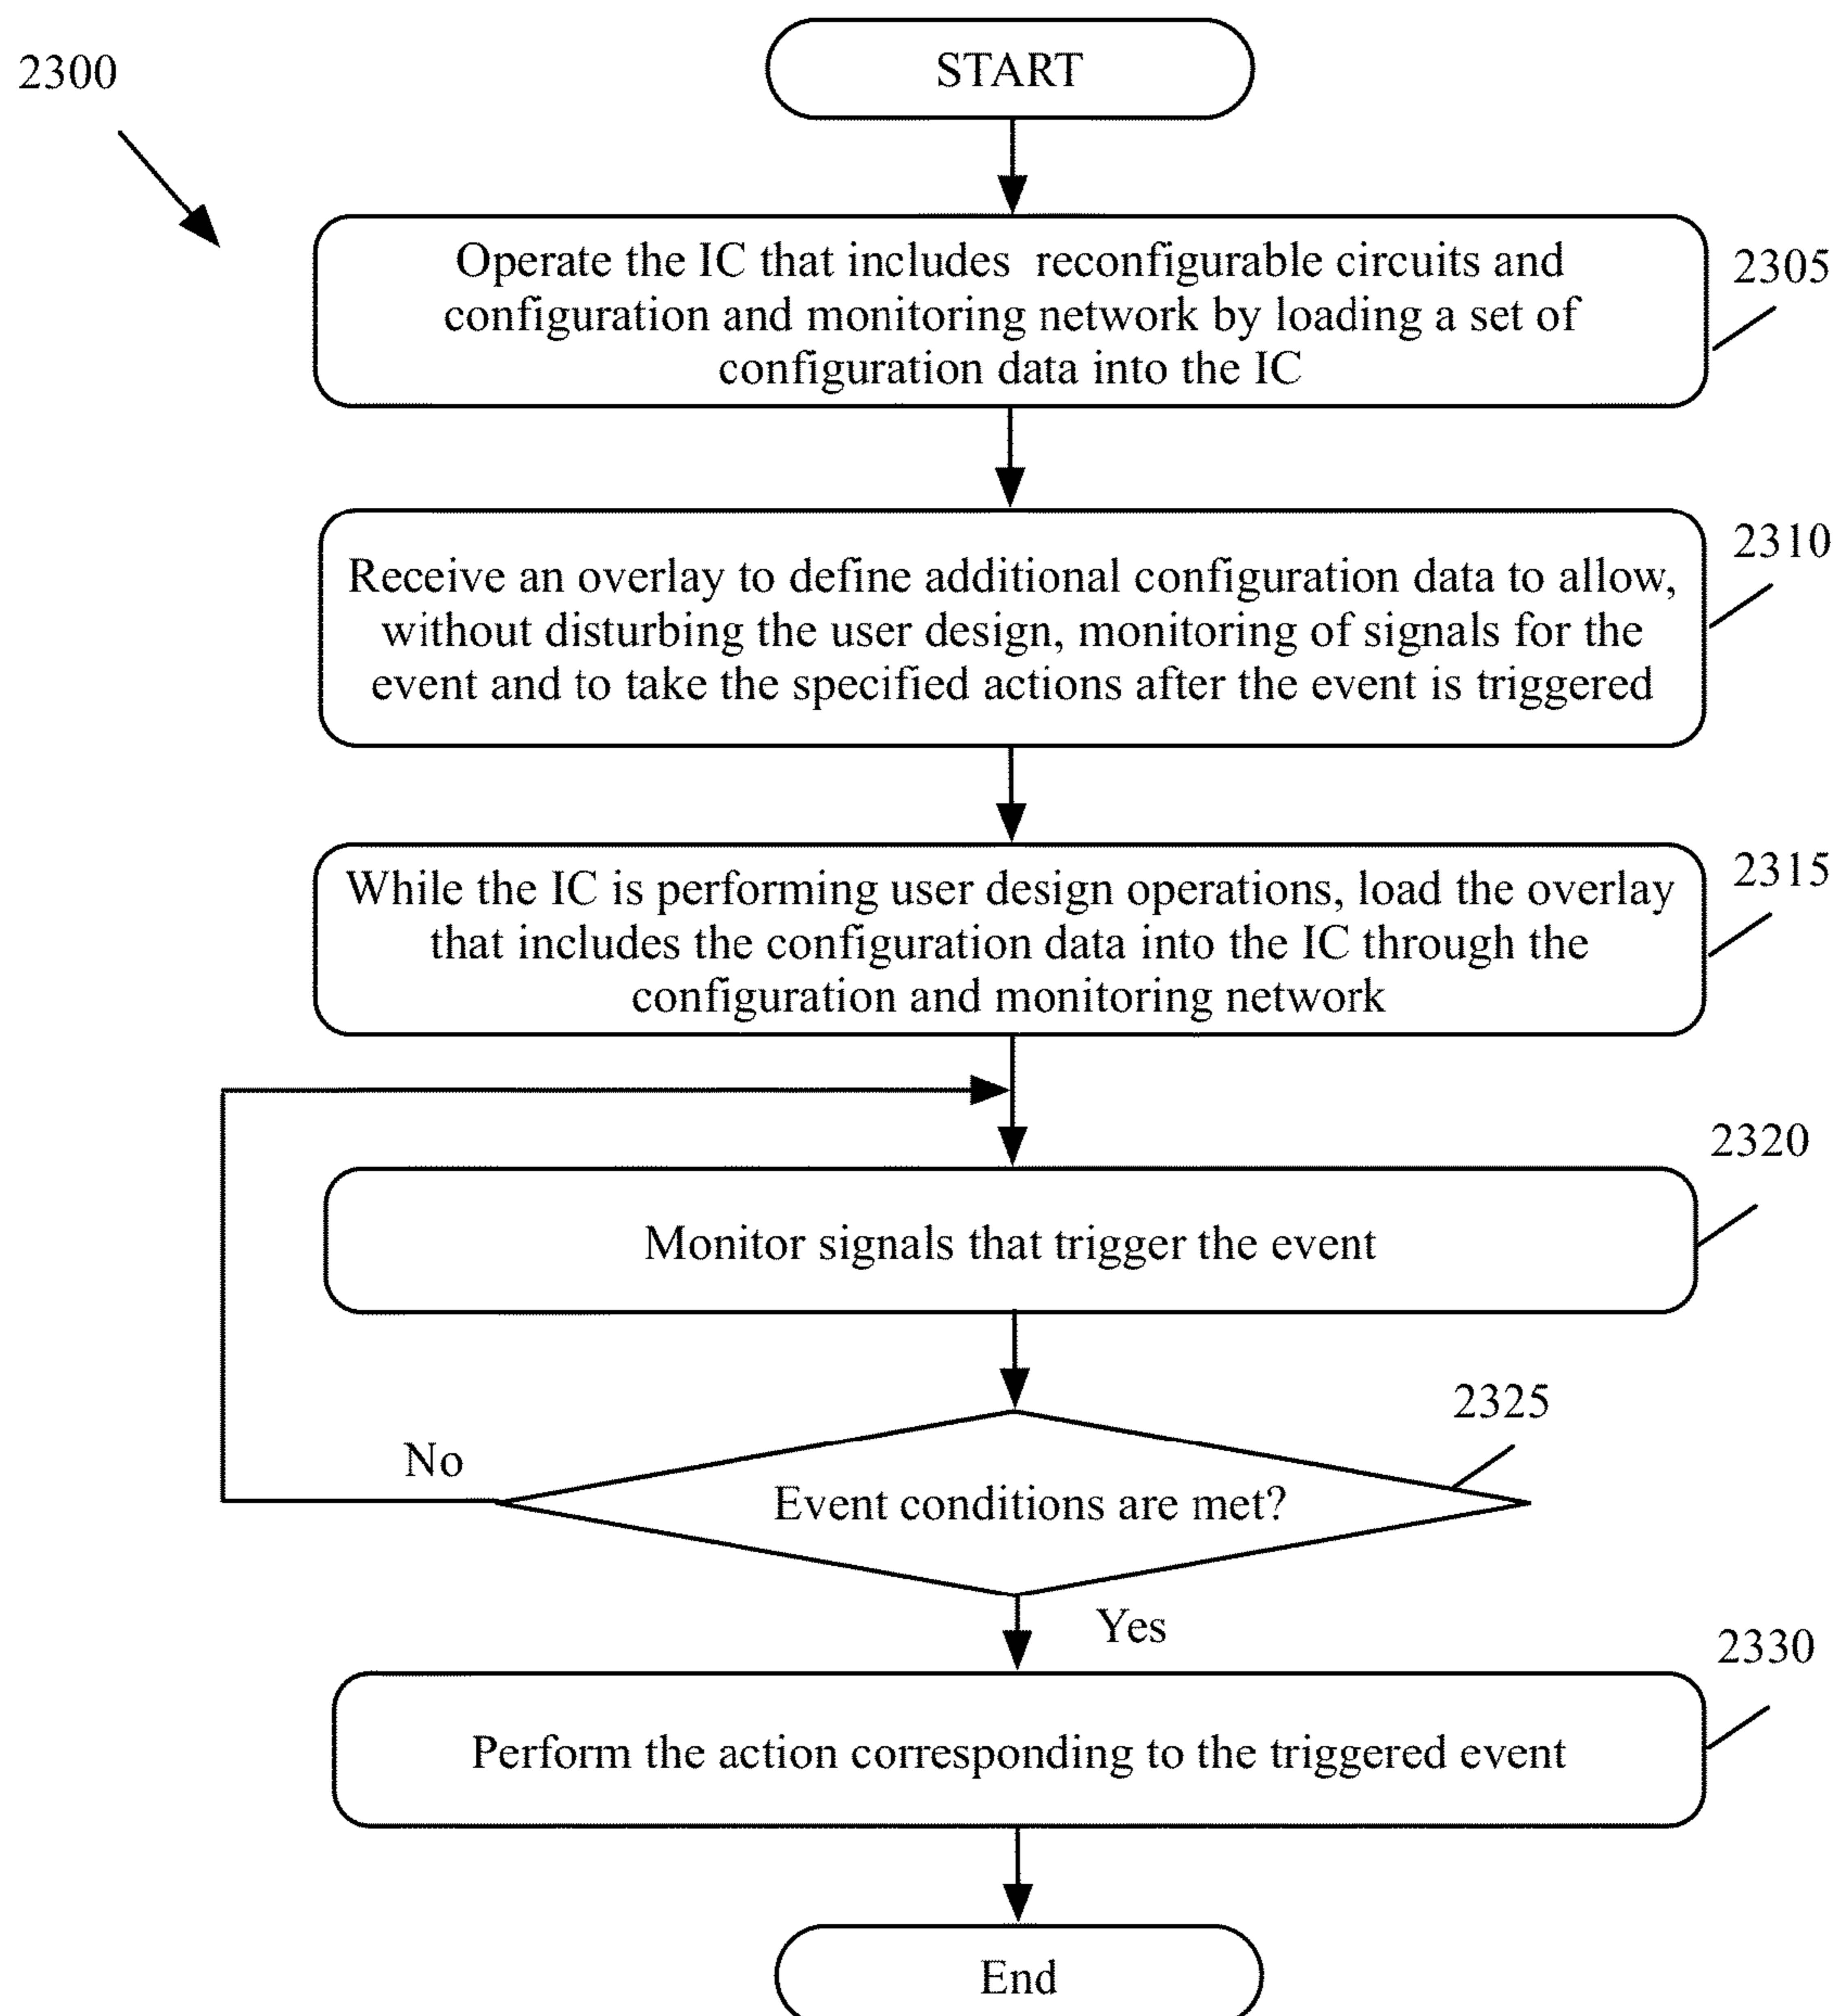 2300
START
Operate the IC that includes reconfigurable circuits and
configuration and monitoring network by loading a set of
configuration data into the IC
2305
Receive an overlay to define additional configuration data to allow,
without disturbing the user design, monitoring of signals for the
event and to take the specified actions after the event is triggered
2310
While the IC is performing user design operations, load the overlay
that includes the configuration data into the IC through the
configuration and monitoring network
2315
Monitor signals that trigger the event
2320
Event conditions are met?
2325
No
Yes
Perform the action corresponding to the triggered event
2330
End